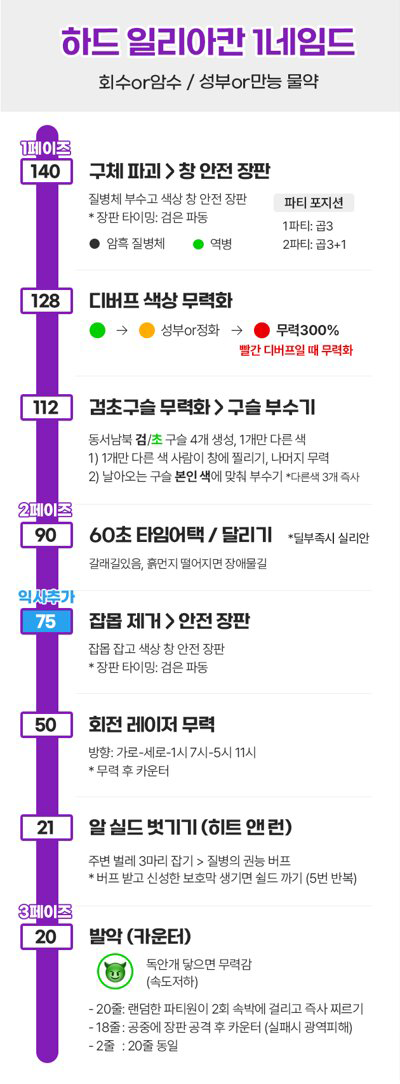 하드 일리아칸 1네임드
회수or암수 / 성부or만능 물약
1페이즈
140
구체 파괴 > 창 안전 장판
질병체 부수고 색상 창 안전 장판
* 장판 타이밍: 검은 파동
암흑 질병체
역병
파티 포지션
1파티: 곱3
2파티: 곱3+1
128
디버프 색상 무력화
→ 성부or정화 → 무력300%
빨간 디버프일 때 무력화
112
검초구슬 무력화 > 구슬 부수기
동서남북 검/초 구슬 4개 생성, 1개만 다른 색
1) 1개만 다른 색 사람이 창에 찔리기, 나머지 무력
2) 날아오는 구슬 본인 색에 맞춰 부수기 *다른색 3개 즉사
2페이즈
90
60초 타임어택 / 달리기 *딜부족시 실리안
갈래길있음, 흙먼지 떨어지면 장애물길
익사추가
75
잡몹 제거 > 안전 장판
잡몹 잡고 색상 창 안전 장판
* 장판 타이밍: 검은 파동
50
회전 레이저 무력
방향: 가로-세로-1시 7시-5시 11시
* 무력 후 카운터
21
알 실드 벗기기 (히트 앤 런)
주변 벌레 3마리 잡기 > 질병의 권능 버프
* 버프 받고 신성한 보호막 생기면 쉴드 까기 (5번 반복)
3페이즈
20
발악 (카운터)
독안개 닿으면 무력감
(속도저하)
- 20줄: 랜덤한 파티원이 2회 속박에 걸리고 즉사 찌르기
- 18줄: 공중에 장판 공격 후 카운터 (실패시 광역피해)
- 2줄 : 20줄 동일